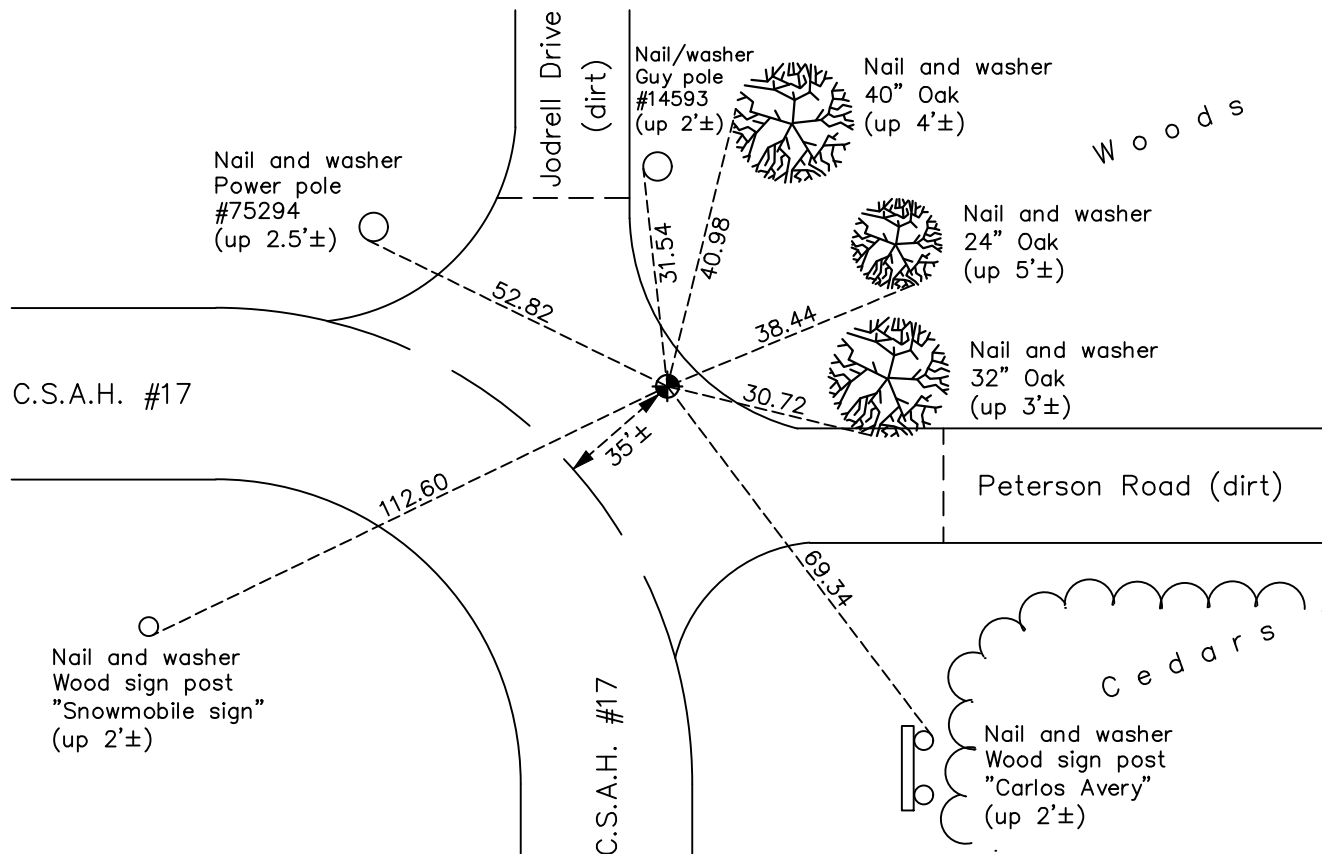 Jodrell Drive
(dirt)
Nail/washer
Guy pole
#14593
(up 2'±)
Nail and washer
40" Oak
(up 4'±)
Woods
Nail and washer
Power pole
#75294
(up 2.5'±)
Nail and washer
24" Oak
(up 5'±)
31.54
40.98
52.82
38.44
Nail and washer
32" Oak
(up 3'±)
C.S.A.H. #17
30.72
35'±
112.60
Peterson Road (dirt)
69.34
Nail and washer
Wood sign post
"Snowmobile sign"
(up 2'±)
Cedars
C.S.A.H. #17
Nail and washer
Wood sign post
"Carlos Avery"
(up 2'±)